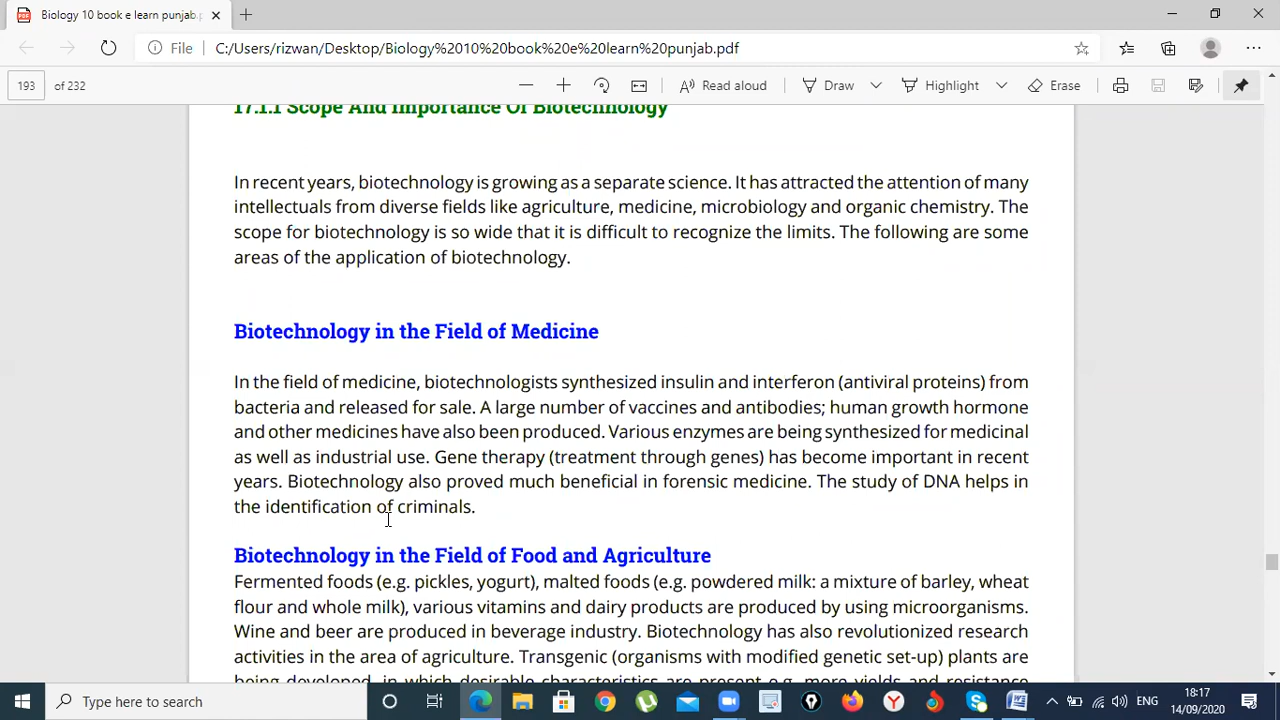 Biology 10 book e learn punjab.p
File
C:/Users/rizwan/Desktop/Biology%2010%20book%20e%20learn%20punjab.pdf
193 of 232
Read aloud
Draw
Highlight
Erase
17.1.1 Scope And Importance Of Biotechnology
In recent years, biotechnology is growing as a separate science. It has attracted the attention of many
intellectuals from diverse fields like agriculture, medicine, microbiology and organic chemistry. The
scope for biotechnology is so wide that it is difficult to recognize the limits. The following are some
areas of the application of biotechnology.
Biotechnology in the Field of Medicine
In the field of medicine, biotechnologists synthesized insulin and interferon (antiviral proteins) from
bacteria and released for sale. A large number of vaccines and antibodies; human growth hormone
and other medicines have also been produced. Various enzymes are being synthesized for medicinal
as well as industrial use. Gene therapy (treatment through genes) has become important in recent
years. Biotechnology also proved much beneficial in forensic medicine. The study of DNA helps in
the identification of criminals.
Biotechnology in the Field of Food and Agriculture
Fermented foods (e.g. pickles, yogurt), malted foods (e.g. powdered milk: a mixture of barley, wheat
flour and whole milk), various vitamins and dairy products are produced by using microorganisms.
Wine and beer are produced in beverage industry. Biotechnology has also revolutionized research
activities in the area of agriculture. Transgenic (organisms with modified genetic set-up) plants are
being developed, in which desirable characteristics are present e.g. more yields and resistance
Type here to search
ENG
18:17
14/09/2020